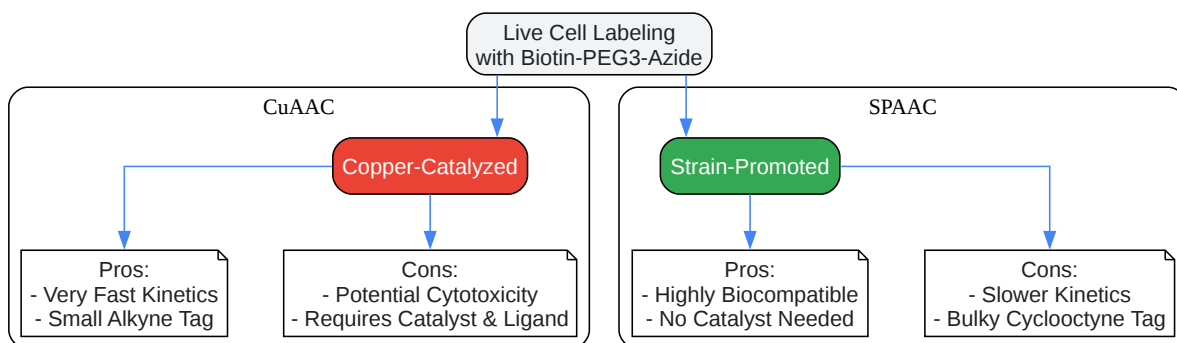 Live Cell Labeling
with Biotin-PEG3-Azide
CuAAC
Copper-Catalyzed
Pros:
- Very Fast Kinetics
- Small Alkyne Tag
Cons:
- Potential Cytotoxicity
- Requires Catalyst & Ligand
SPAAC
Strain-Promoted
Pros:
- Highly Biocompatible
- No Catalyst Needed
Cons:
- Slower Kinetics
- Bulky Cyclooctyne Tag